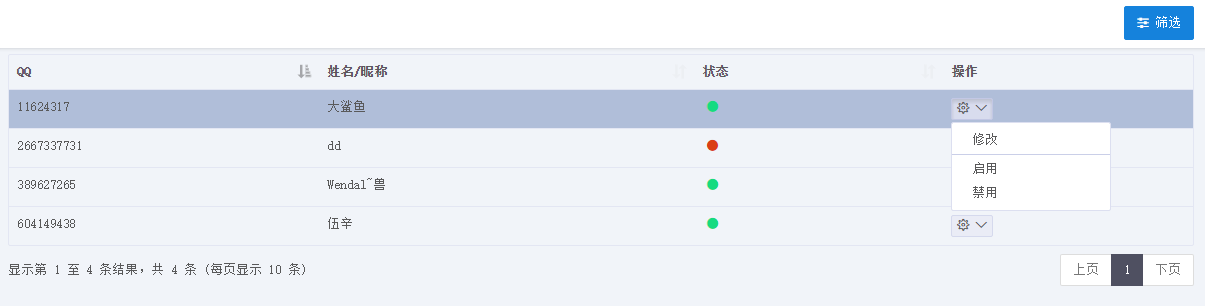 筛选
QQ 姓名/昵称 状态 操作
11624317 大鲨鱼
修改
2667337731 dd
启用
389627265 Wendal~兽
禁用
604149438 伍辛
显示第 1 至 4 条结果，共 4 条 (每页显示 10 条) 上页 1 下页